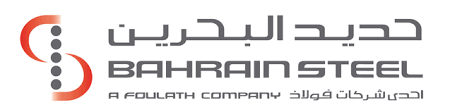 حديد البحرين
BAHRAIN STEEL
A FOULATH COMPANY احدى شركات فولاذ